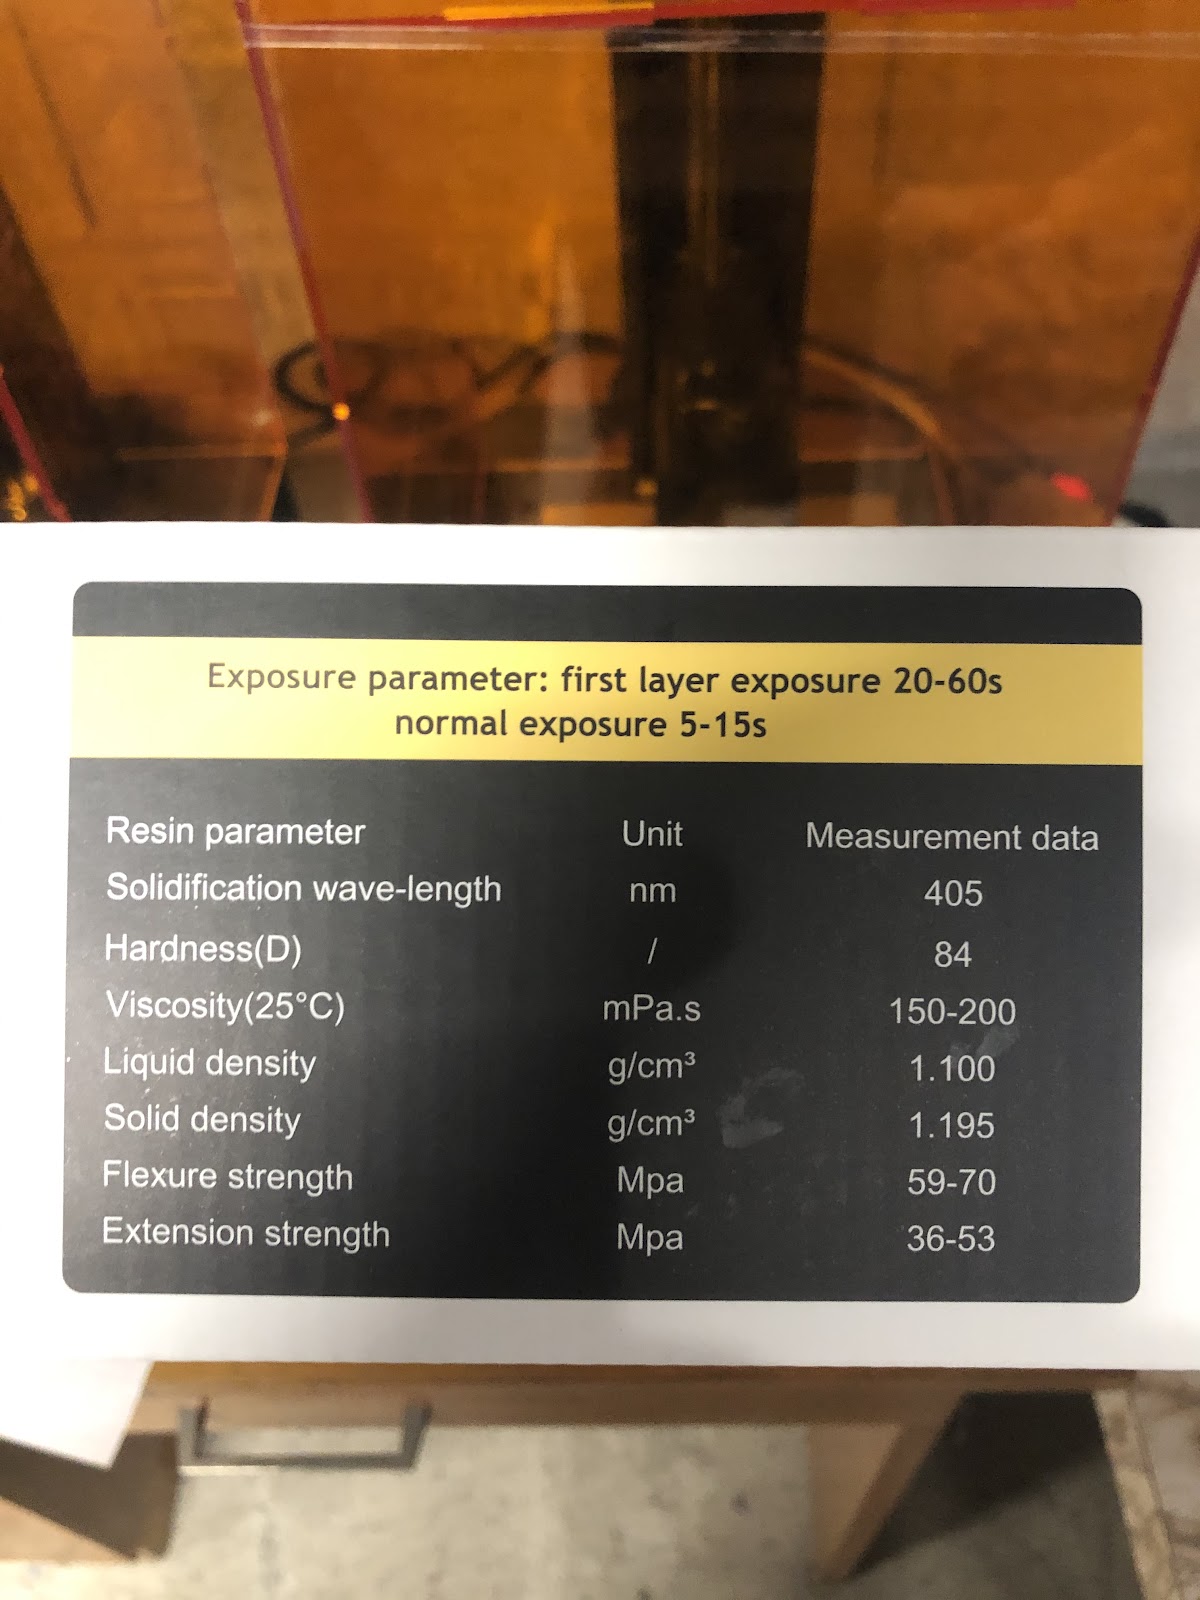 Exposure parameter: first layer exposure 20-60s
normal exposure 5-15s
Resin parameter Unit Measurement data
Solidification wave-length nm 405
Hardness(D) / 84
Viscosity(25°C) mPa.s 150-200
Liquid density g/cm³ 1.100
Solid density g/cm³ 1.195
Flexure strength Mpa 59-70
Extension strength Mpa 36-53